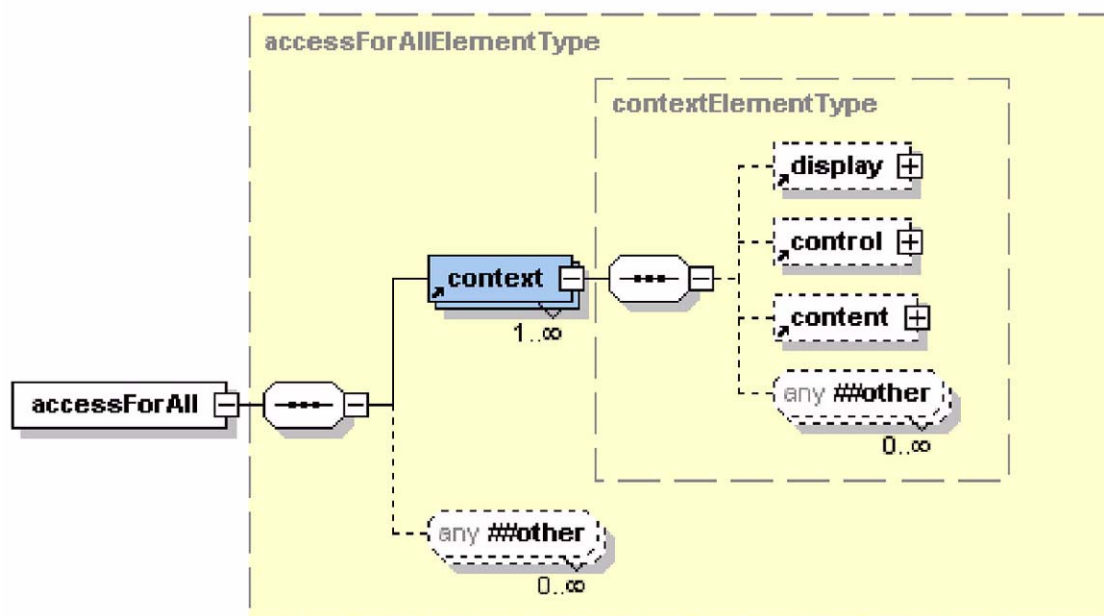 accessForAllElementType
contextElementType
display
control
context
content
1..∞
accessForAll
any ##other
0..∞
any ##other
0..∞